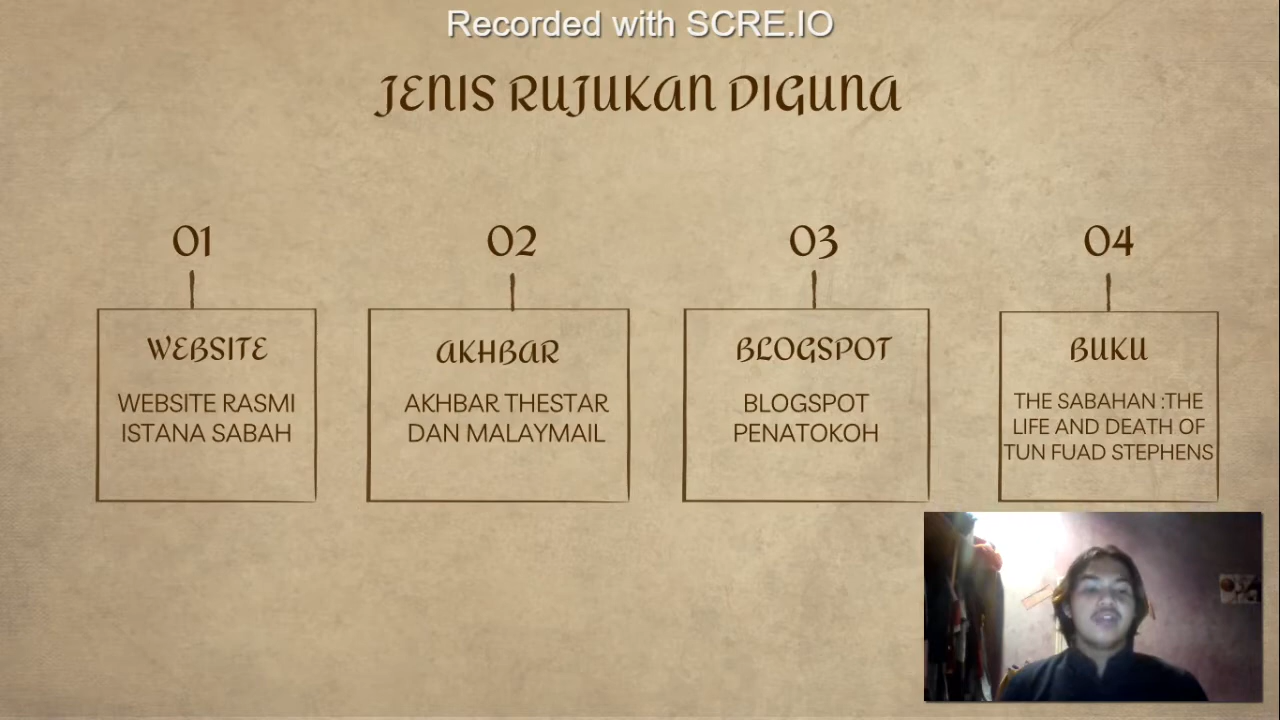 Recorded with SCRE.IO
JENIS RUJUKAN DIGUNA
01
WEBSITE
WEBSITE RASMI
ISTANA SABAH
02
AKHBAR
AKHBAR THESTAR
DAN MALAYMAIL
03
BLOGSPOT
BLOGSPOT
PENATOKOH
04
BUKU
THE SABAHAN :THE
LIFE AND DEATH OF
TUN FUAD STEPHENS